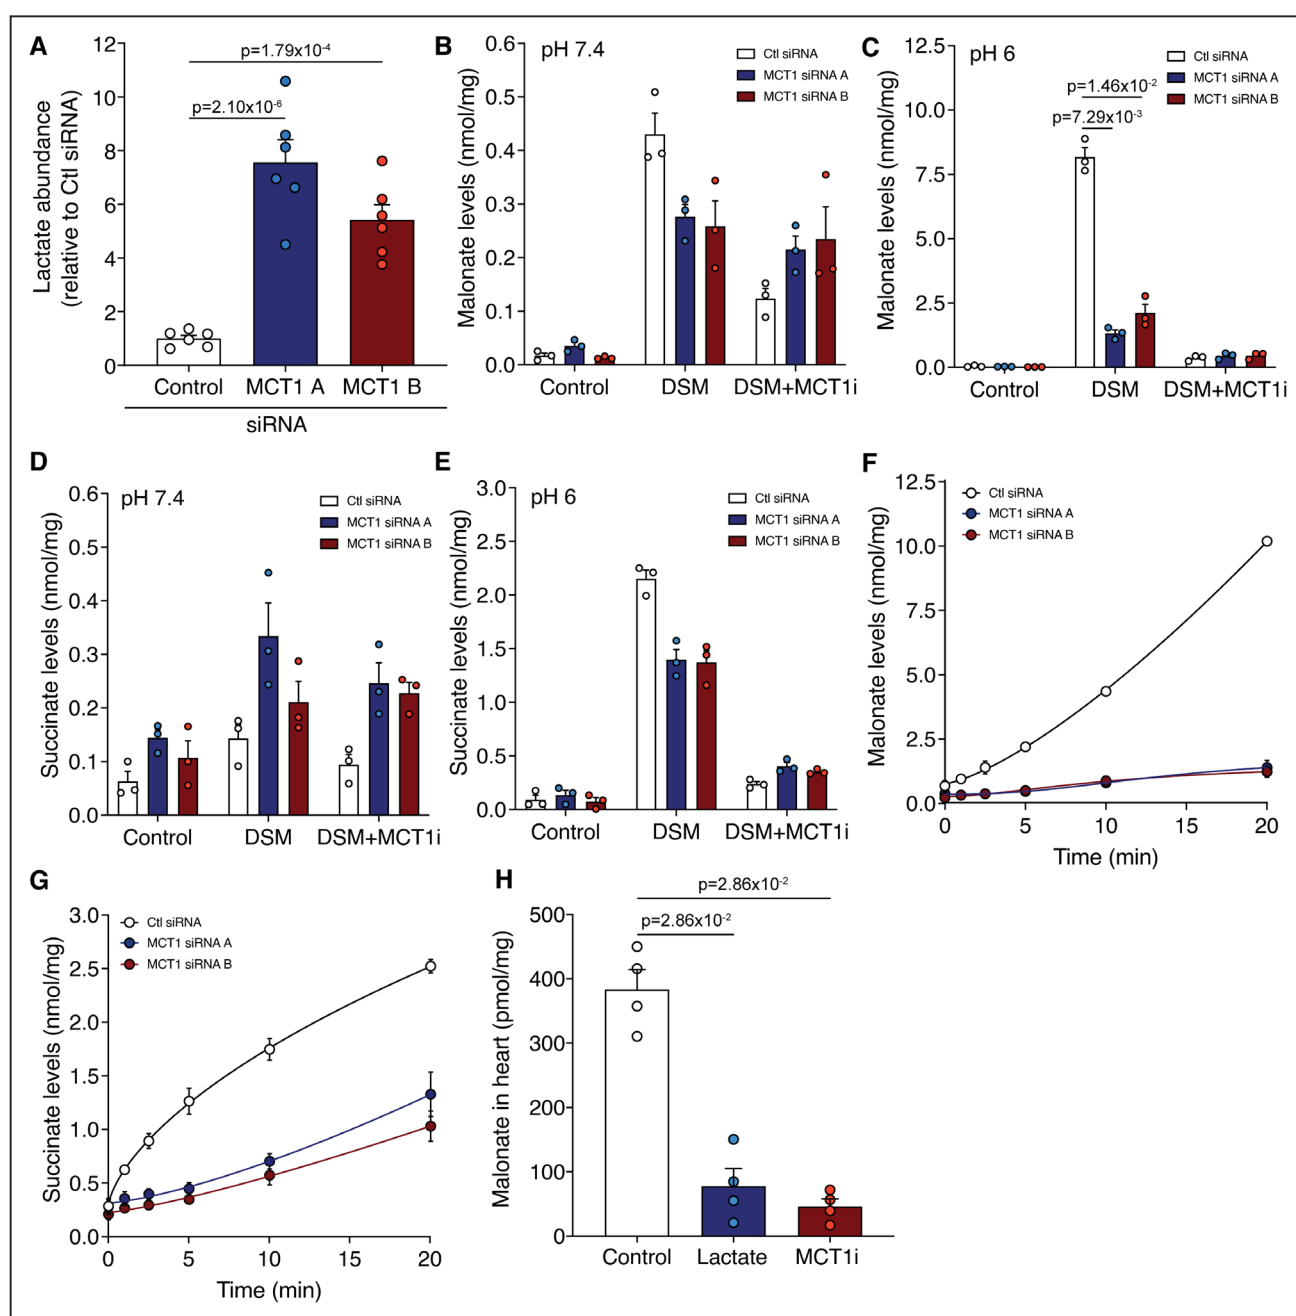 A
Lactate abundance
(relative to Ctl siRNA)
12
10
8
6
4
2
0
p=1.79x10-4
p=2.10x10-6
Control MCT1 A MCT1 B
siRNA
B
Malonate levels (nmol/mg)
0.6
0.5
0.4
0.3
0.2
0.1
0.0
pH 7.4
Ctl siRNA
MCT1 siRNA A
MCT1 siRNA B
Control DSM DSM+MCT1i
C
Malonate levels (nmol/mg)
12.5
10.0
7.5
5.0
2.5
0.0
pH 6
Ctl siRNA
MCT1 siRNA A
MCT1 siRNA B
p=1.46x10-2
p=7.29x10-3
Control DSM DSM+MCT1i
D
Succinate levels (nmol/mg)
0.6
0.5
0.4
0.3
0.2
0.1
0.0
pH 7.4
Ctl siRNA
MCT1 siRNA A
MCT1 siRNA B
Control DSM DSM+MCT1i
E
Succinate levels (nmol/mg)
3.0
2.5
2.0
1.5
1.0
0.5
0.0
pH 6
Ctl siRNA
MCT1 siRNA A
MCT1 siRNA B
Control DSM DSM+MCT1i
F
Malonate levels (nmol/mg)
12.5
10.0
7.5
5.0
2.5
0.0
Ctl siRNA
MCT1 siRNA A
MCT1 siRNA B
0 5 10 15 20
Time (min)
G
Succinate levels (nmol/mg)
3.0
2.5
2.0
1.5
1.0
0.5
0.0
Ctl siRNA
MCT1 siRNA A
MCT1 siRNA B
0 5 10 15 20
Time (min)
H
Malonate in heart (pmol/mg)
500
400
300
200
100
0
p=2.86x10-2
p=2.86x10-2
Control Lactate MCT1i